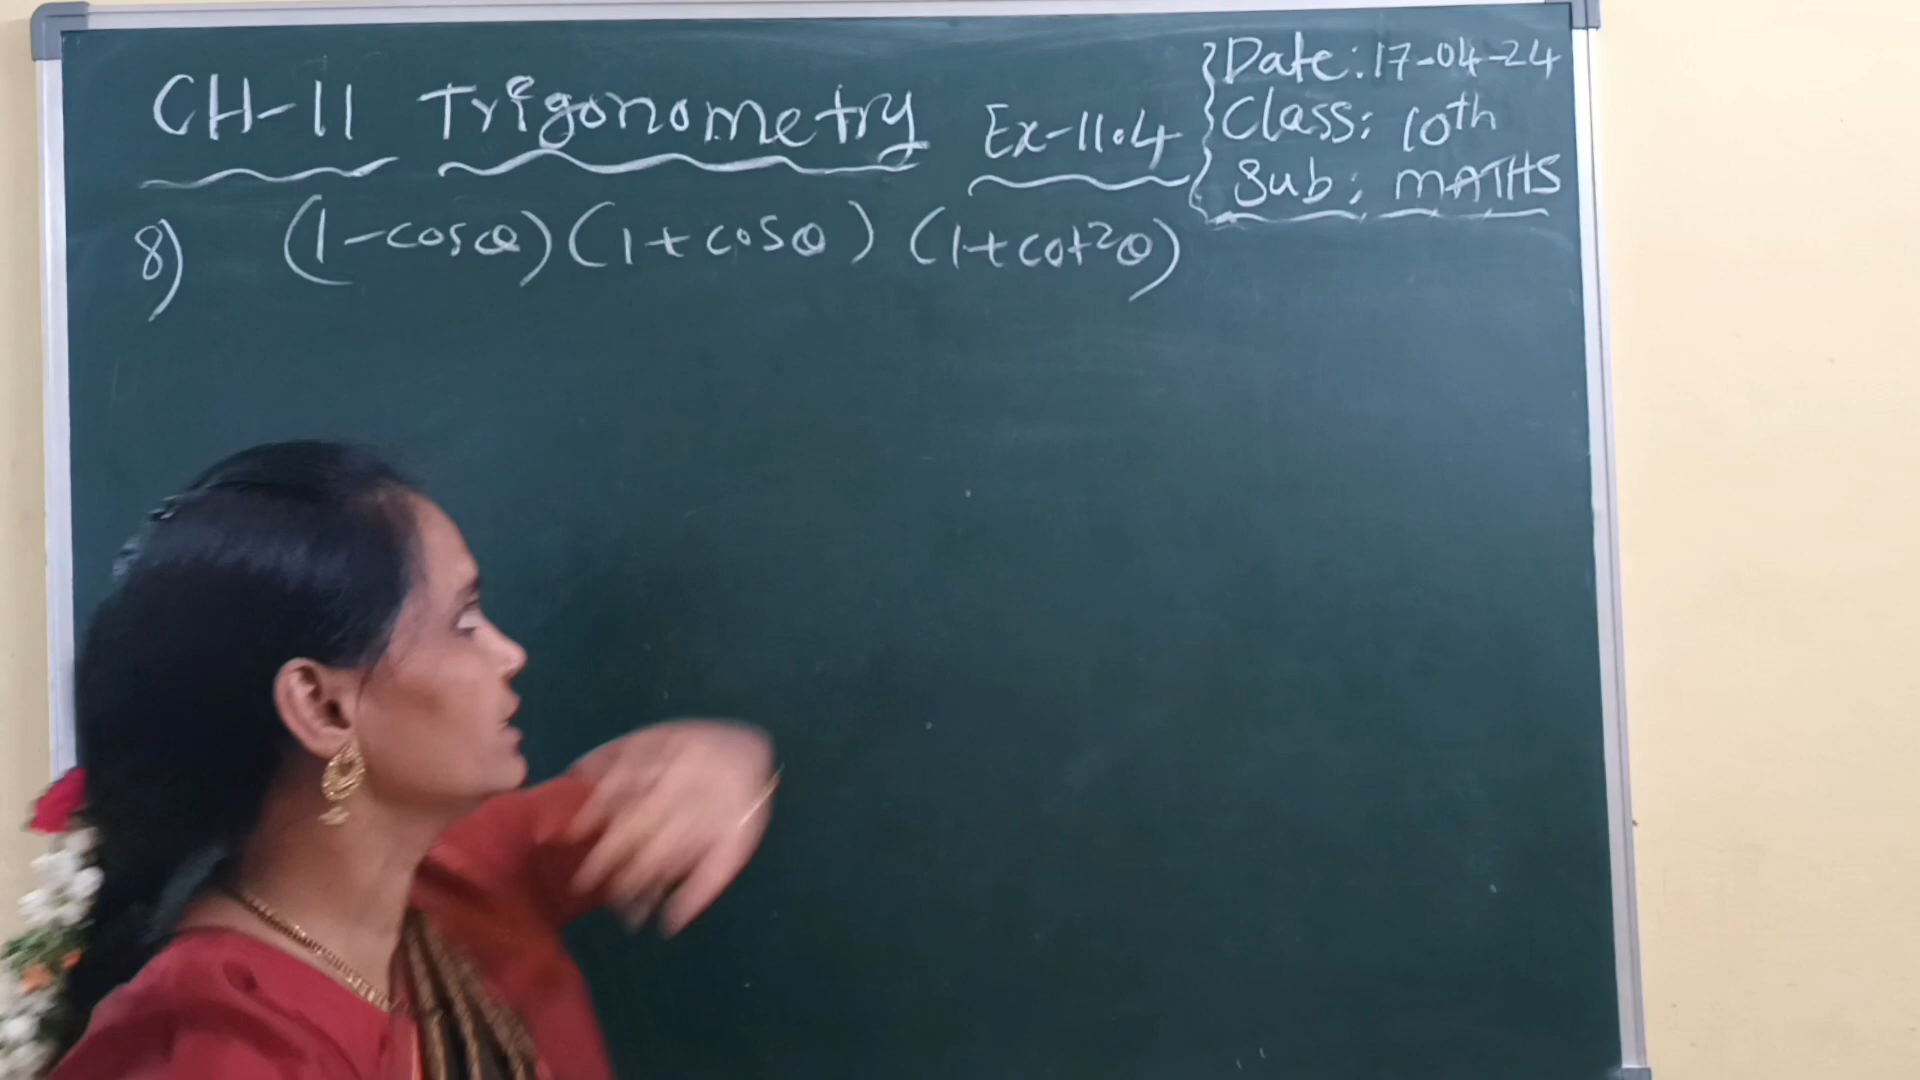 CH-11 Trigonometry Ex-11.4
Date: 17-04-24
Class: 10th
Sub: MATHS
8) (1-cosθ)(1+cosθ) (1+cot²θ)